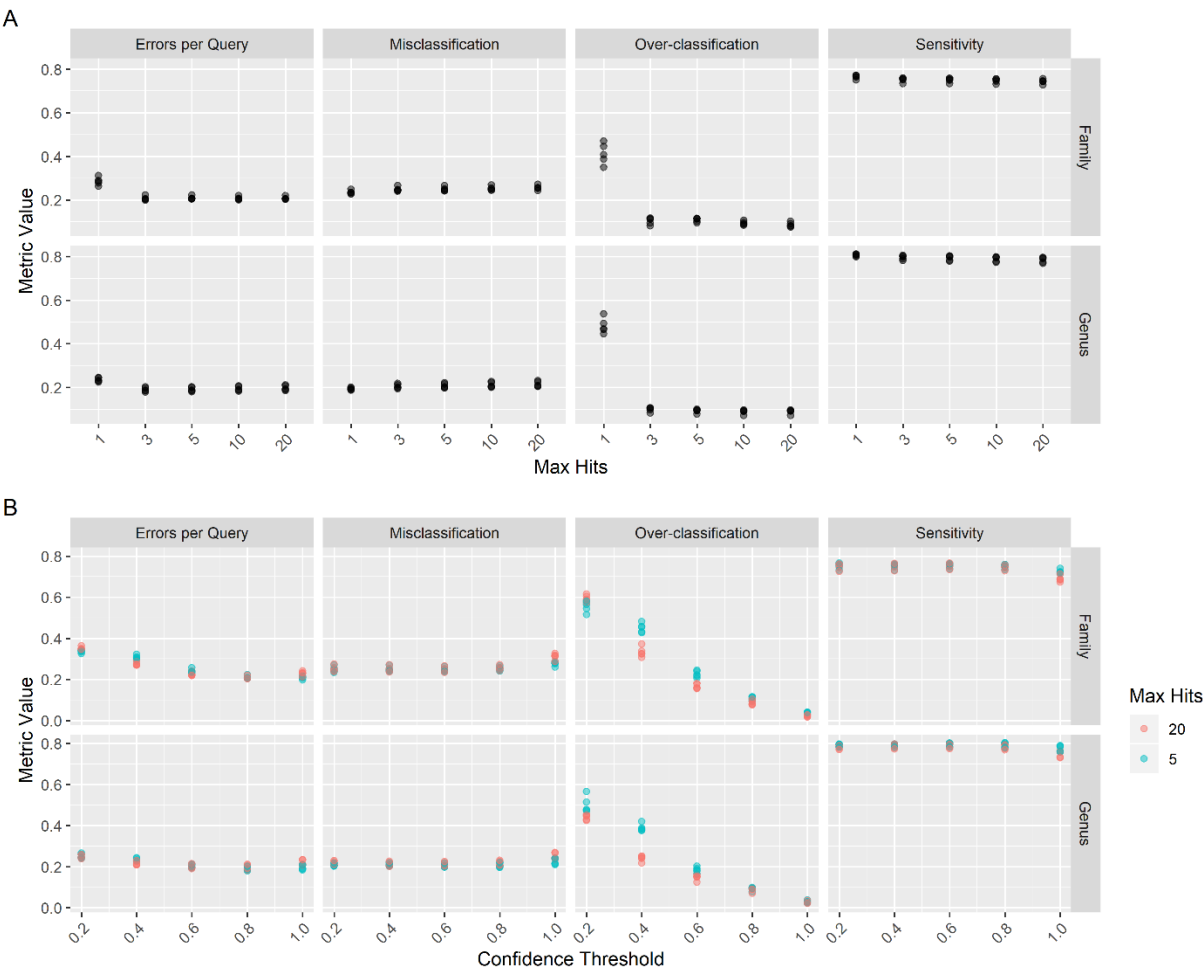 A
Errors per Query Misclassification Over-classification Sensitivity
0.8
0.6
0.4
0.2
Family
0.8
0.6
0.4
0.2
Genus
Metric Value
1 3 5 10 20 1 3 5 10 20 1 3 5 10 20 1 3 5 10 20
Max Hits
B
Errors per Query Misclassification Over-classification Sensitivity
0.8
0.6
0.4
0.2
0.0
Family
0.8
0.6
0.4
0.2
0.0
Genus
Metric Value
0.2 0.4 0.6 0.8 1.0 0.2 0.4 0.6 0.8 1.0 0.2 0.4 0.6 0.8 1.0 0.2 0.4 0.6 0.8 1.0
Confidence Threshold
Max Hits
20
5